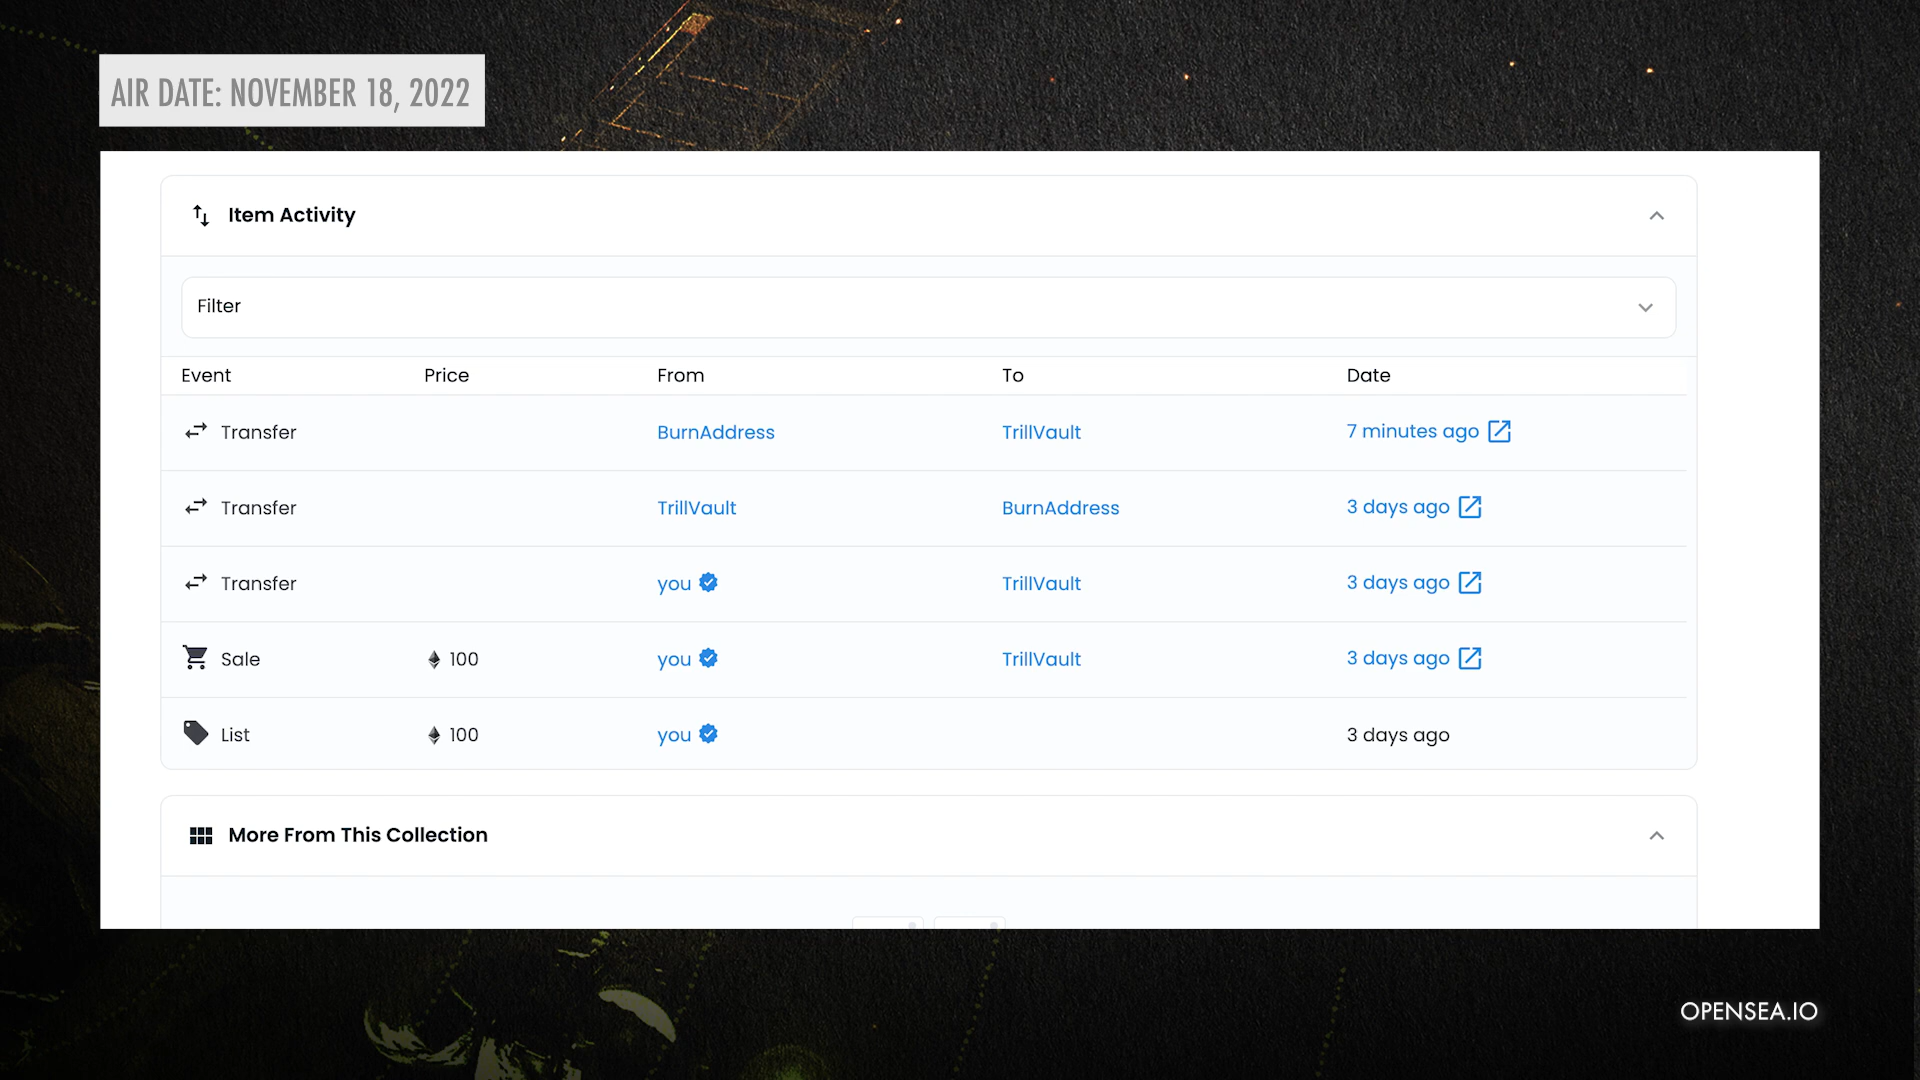 AIR DATE: NOVEMBER 18, 2022
Item Activity
Filter
Event Price From To Date
Transfer BurnAddress TrillVault 7 minutes ago
Transfer TrillVault BurnAddress 3 days ago
Transfer you TrillVault 3 days ago
Sale 100 you TrillVault 3 days ago
List 100 you 3 days ago
More From This Collection
OPENSEA.IO